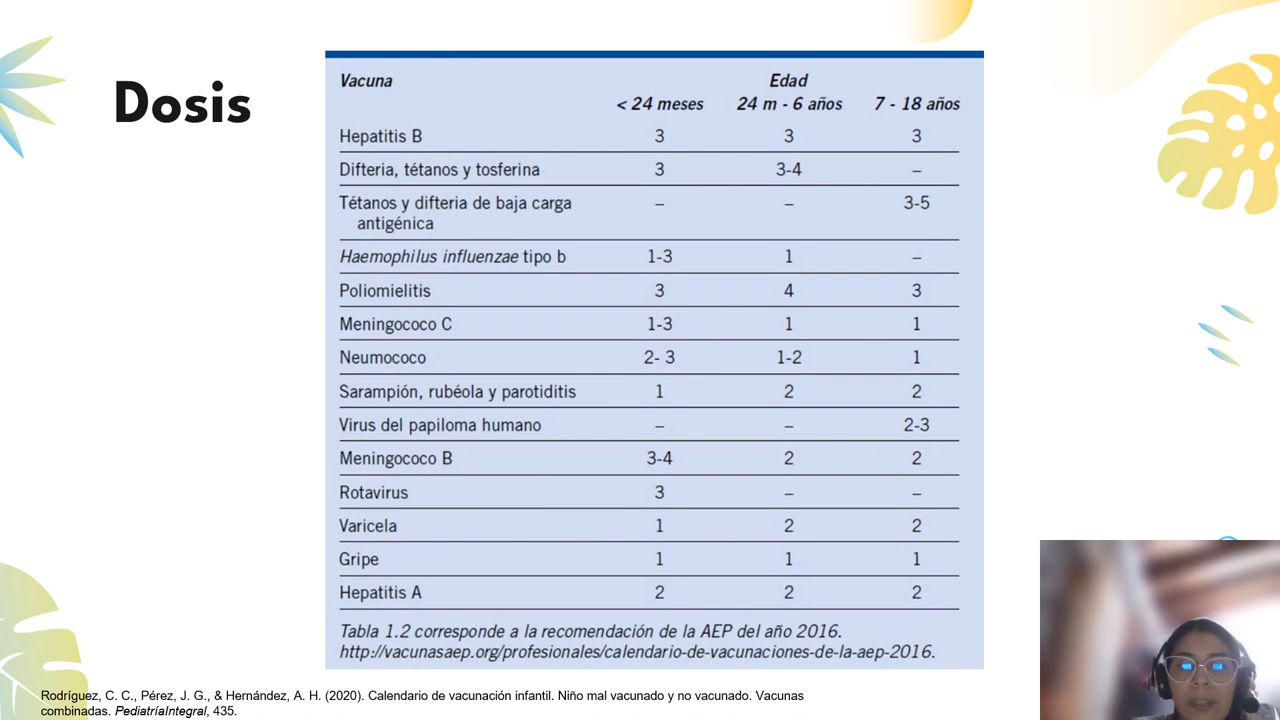 Dosis
Vacuna Edad
< 24 meses 24 m - 6 años 7 - 18 años
Hepatitis B 3 3 3
Difteria, tétanos y tosferina 3 3-4 –
Tétanos y difteria de baja carga – – 3-5
antigénica
Haemophilus influenzae tipo b 1-3 1 –
Poliomielitis 3 4 3
Meningococo C 1-3 1 1
Neumococo 2- 3 1-2 1
Sarampión, rubéola y parotiditis 1 2 2
Virus del papiloma humano – – 2-3
Meningococo B 3-4 2 2
Rotavirus 3 – –
Varicela 1 2 2
Gripe 1 1 1
Hepatitis A 2 2 2
Tabla 1.2 corresponde a la recomendación de la AEP del año 2016.
http://vacunasaep.org/profesionales/calendario-de-vacunaciones-de-la-aep-2016.
Rodríguez, C. C., Pérez, J. G., & Hernández, A. H. (2020). Calendario de vacunación infantil. Niño mal vacunado y no vacunado. Vacunas
combinadas. PediatríaIntegral, 435.